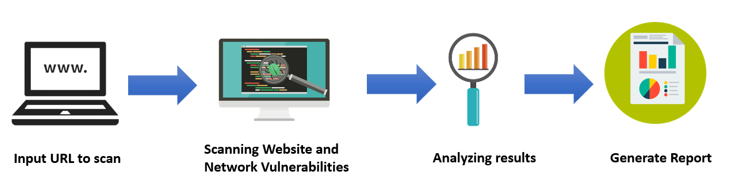 www.
Input URL to scan
Scanning Website and
Network Vulnerabilities
Analyzing results
Generate Report